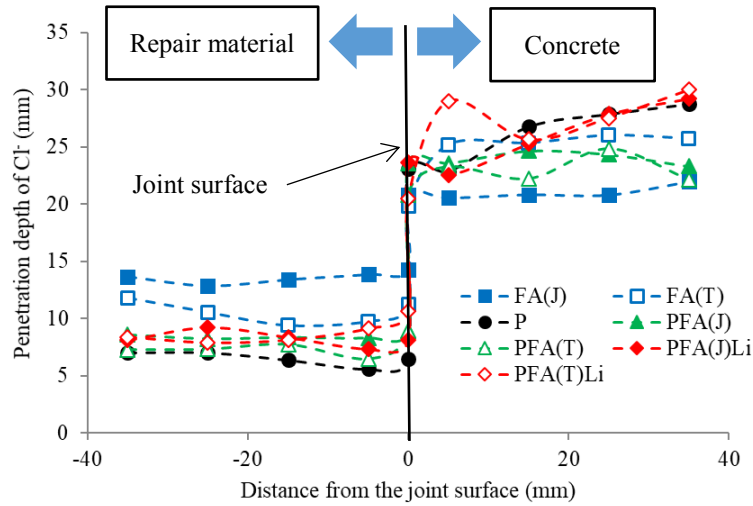 Repair material
Concrete
Joint surface
Penetration depth of Cl- (mm)
35
30
25
20
15
10
5
0
-40
-20
0
20
40
Distance from the joint surface (mm)
FA(J)
FA(T)
P
PFA(J)
PFA(T)
PFA(J)Li
PFA(T)Li